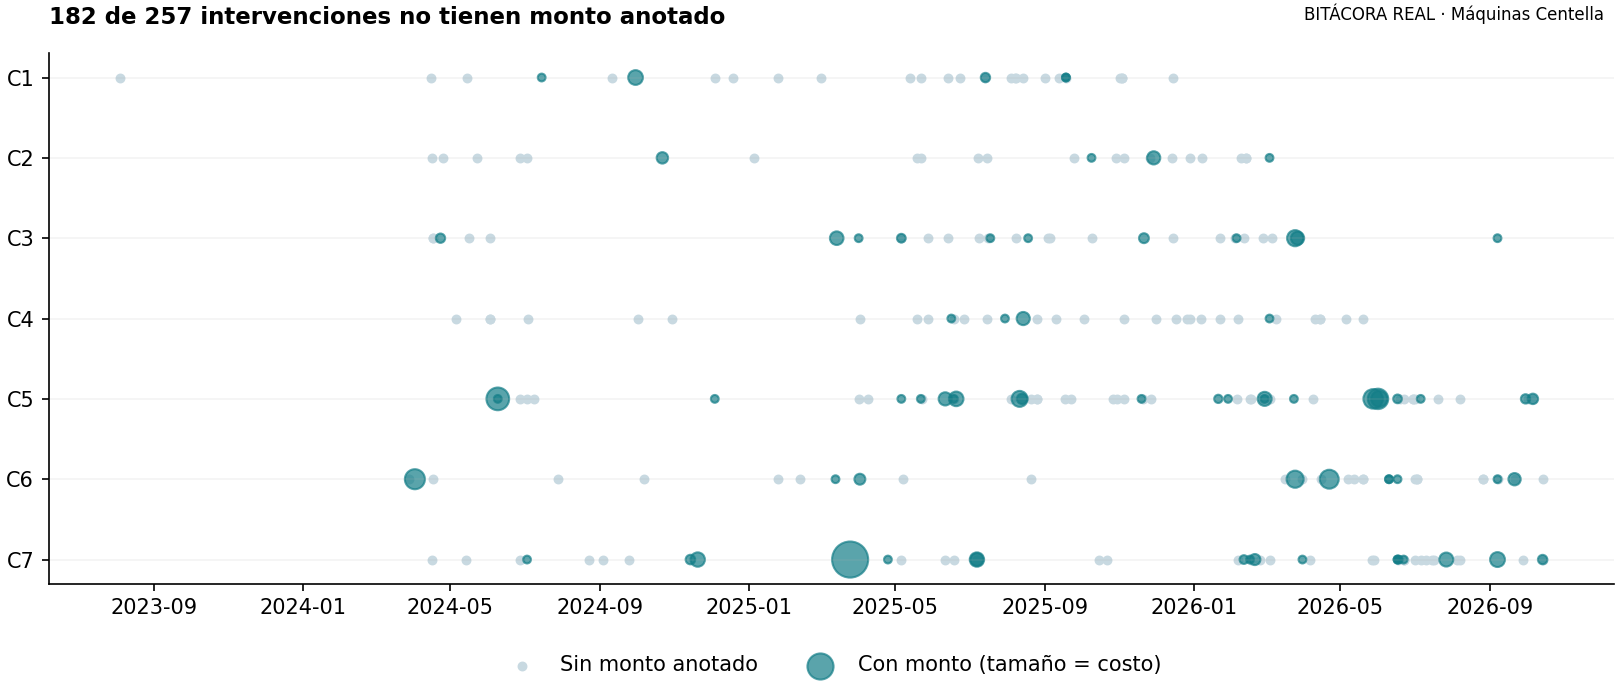 182 de 257 intervenciones no tienen monto anotado
BITÁCORA REAL · Máquinas Centella
C1
C2
C3
C4
C5
C6
C7
2023-09 2024-01 2024-05 2024-09 2025-01 2025-05 2025-09 2026-01 2026-05 2026-09
Sin monto anotado Con monto (tamaño = costo)